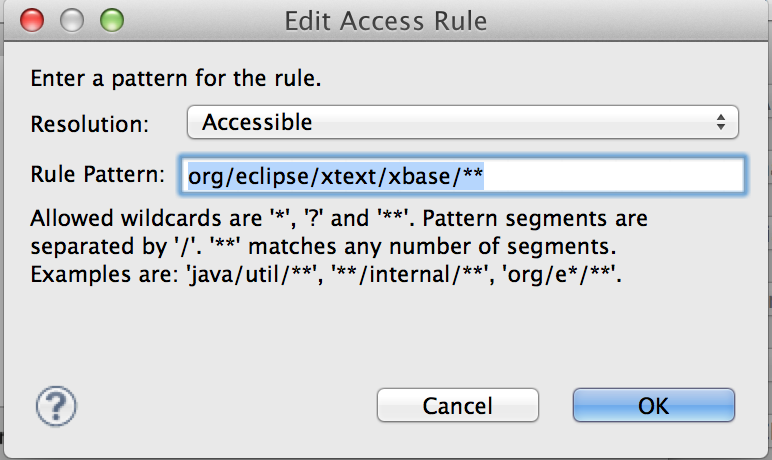 Edit Access Rule
Enter a pattern for the rule.
Resolution: Accessible
Rule Pattern: org/eclipse/xtext/xbase/**
Allowed wildcards are '*', '?' and '**'. Pattern segments are
separated by '/'. '**' matches any number of segments.
Examples are: 'java/util/**', '**/internal/**', 'org/e*/**'.
? Cancel OK